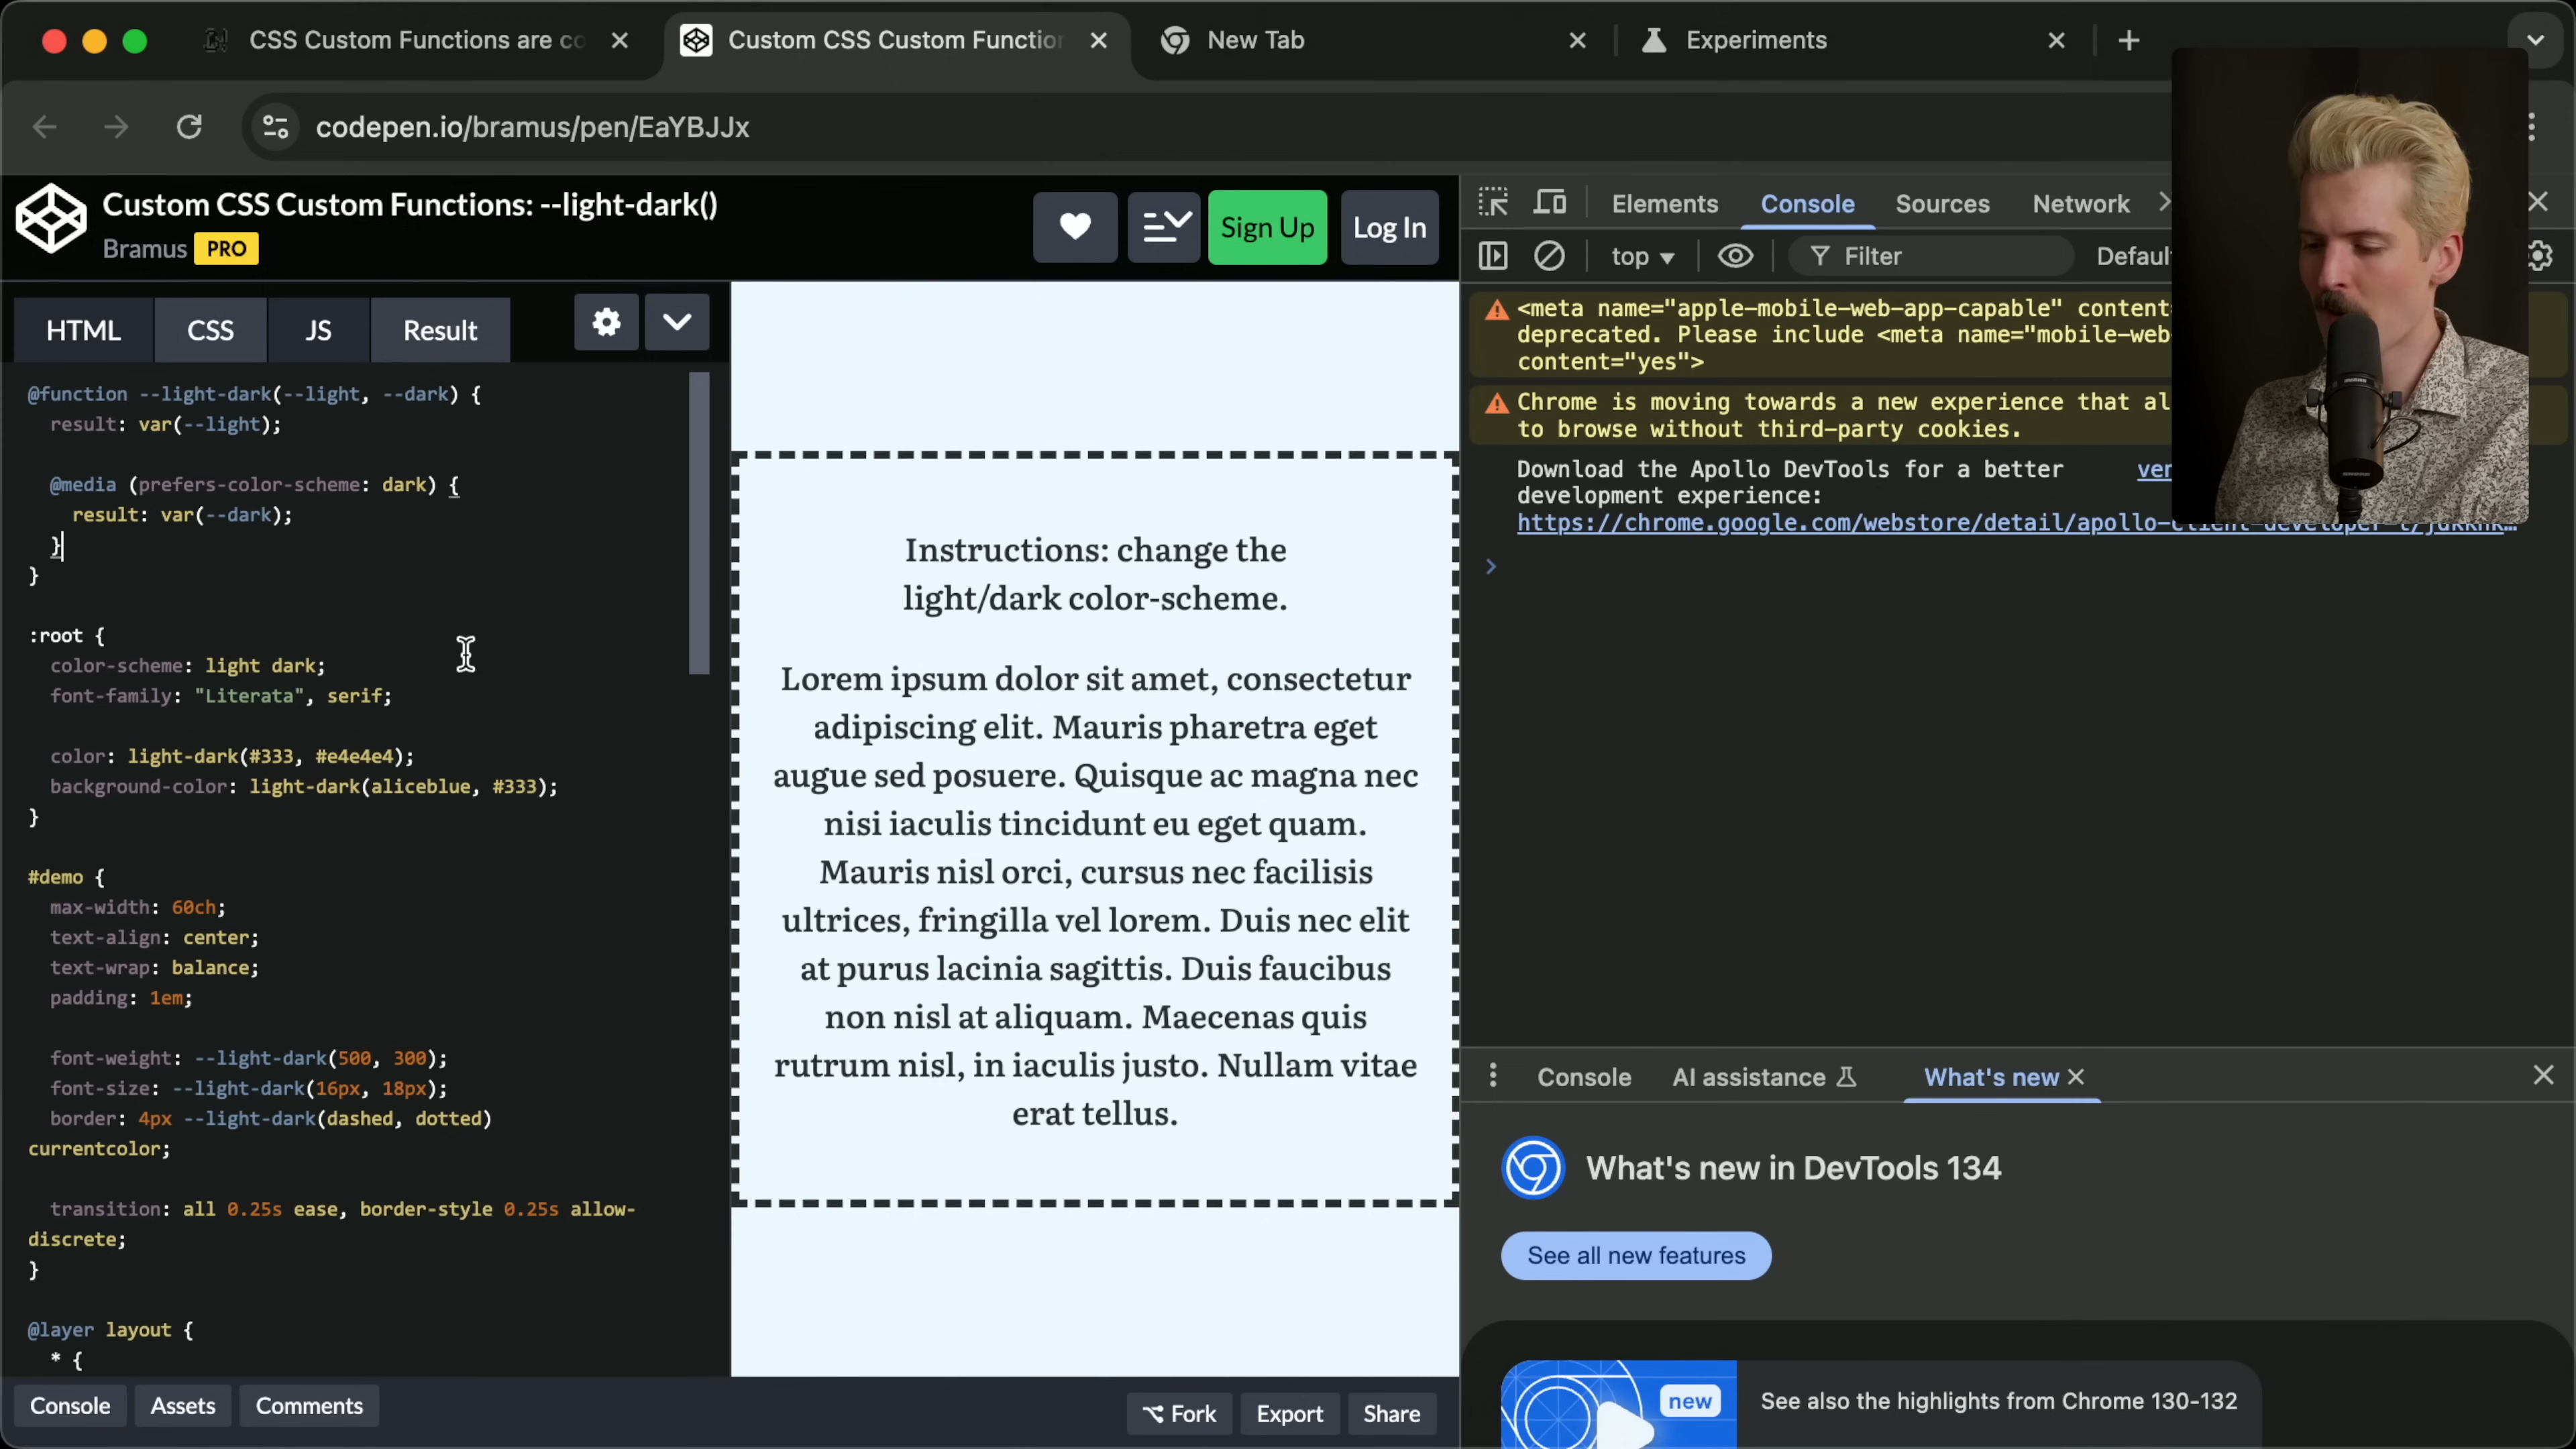 CSS Custom Functions are co
Custom CSS Custom Function
New Tab
Experiments
codepen.io/bramus/pen/EaYBJJx
Custom CSS Custom Functions: --light-dark()
Bramus PRO
Sign Up
Log In
HTML
CSS
JS
Result
@function --light-dark(--light, --dark) {
result: var(--light);
@media (prefers-color-scheme: dark) {
result: var(--dark);
}
}
:root {
color-scheme: light dark;
font-family: "Literata", serif;
color: light-dark(#333, #e4e4e4);
background-color: light-dark(aliceblue, #333);
}
#demo {
max-width: 60ch;
text-align: center;
text-wrap: balance;
padding: 1em;
font-weight: --light-dark(500, 300);
font-size: --light-dark(16px, 18px);
border: 4px --light-dark(dashed, dotted)
currentcolor;
transition: all 0.25s ease, border-style 0.25s allow-
discrete;
}
@layer layout {
* {
Console
Assets
Comments
Instructions: change the
light/dark color-scheme.
Lorem ipsum dolor sit amet, consectetur
adipiscing elit. Mauris pharetra eget
augue sed posuere. Quisque ac magna nec
nisi iaculis tincidunt eu eget quam.
Mauris nisl orci, cursus nec facilisis
ultrices, fringilla vel lorem. Duis nec elit
at purus lacinia sagittis. Duis faucibus
non nisl at aliquam. Maecenas quis
rutrum nisl, in iaculis justo. Nullam vitae
erat tellus.
Fork
Export
Share
Elements
Console
Sources
Network
top
Filter
Default
<meta name="apple-mobile-web-app-capable" content=
deprecated. Please include <meta name="mobile-web-
content="yes">
Chrome is moving towards a new experience that al
to browse without third-party cookies.
Download the Apollo DevTools for a better
ven
development experience:
https://chrome.google.com/webstore/detail/apollo-client-developer-t/
Console
AI assistance
What's new
What's new in DevTools 134
See all new features
new
See also the highlights from Chrome 130-132